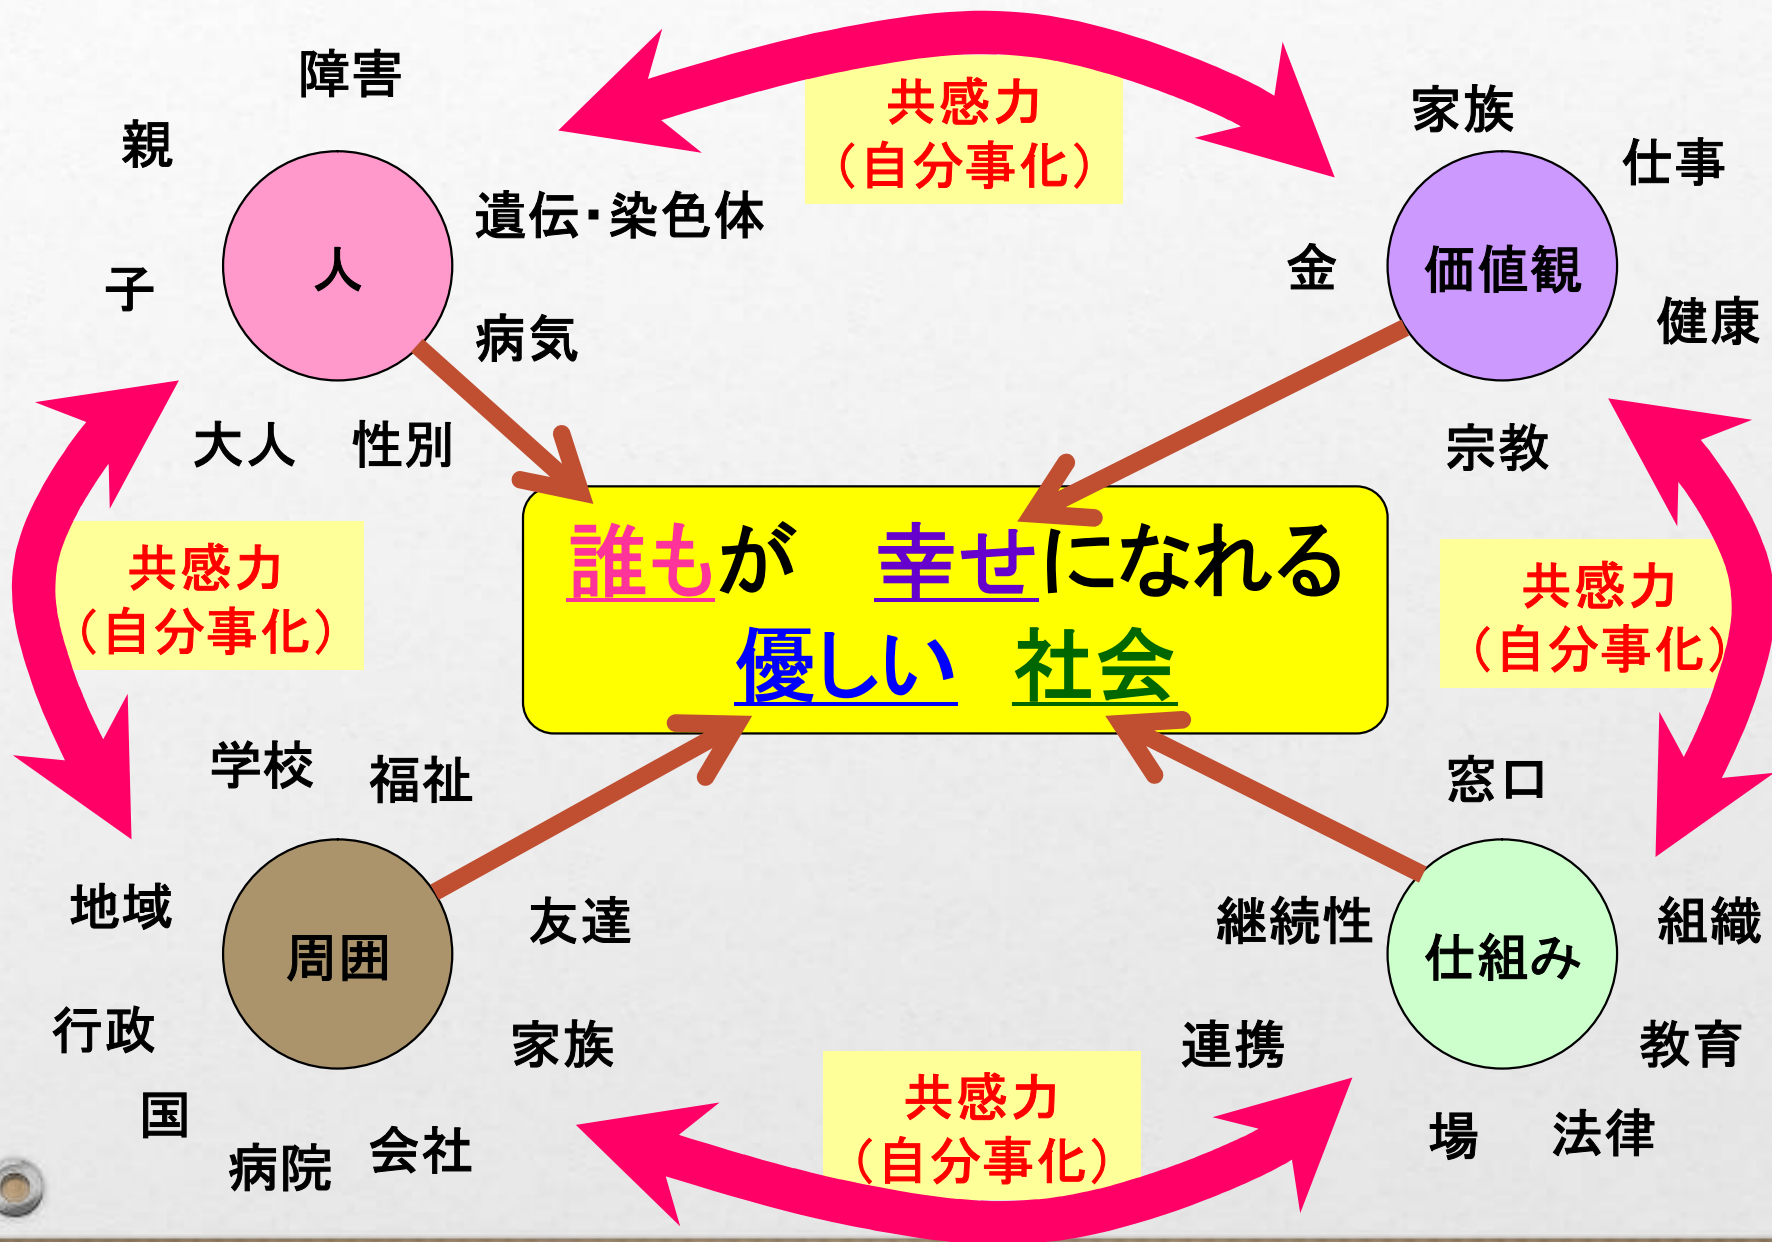 障害
親
人
遺伝・染色体
子
病気
大人 性別
共感力
（自分事化）
家族
仕事
金
価値観
健康
宗教
共感力
（自分事化）
誰もが 幸せになれる
優しい 社会
共感力
（自分事化）
学校 福祉
地域
友達
周囲
行政
家族
国
病院 会社
共感力
（自分事化）
窓口
継続性
組織
仕組み
連携
教育
場 法律